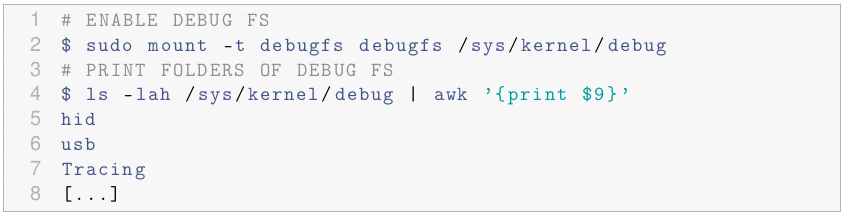 1 # ENABLE DEBUG FS
2 $ sudo mount -t debugfs debugfs /sys/kernel/debug
3 # PRINT FOLDERS OF DEBUG FS
4 $ ls -lah /sys/kernel/debug | awk ’{print $9}’
5 hid
6 usb
7 Tracing
8 [...]